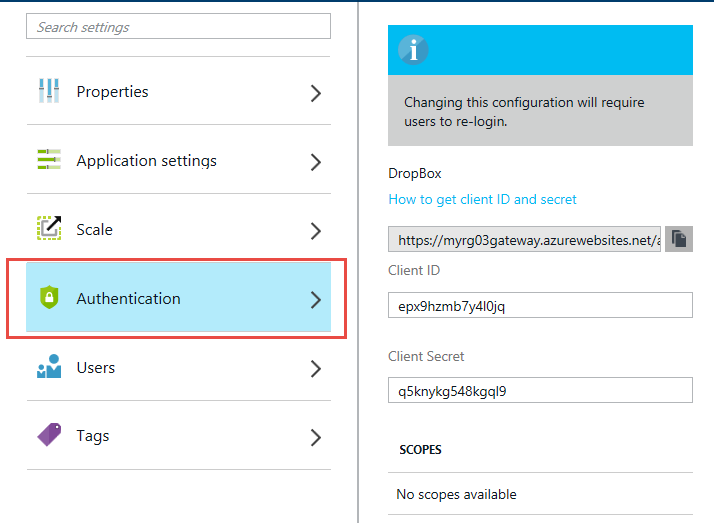 Search settings
Properties
Application settings
Scale
Authentication
Users
Tags
Changing this configuration will require
users to re-login.
DropBox
How to get client ID and secret
https://myrg03gateway.azurewebsites.net/a
Client ID
epx9hzmb7y4l0jq
Client Secret
q5knykg548kgql9
SCOPES
No scopes available